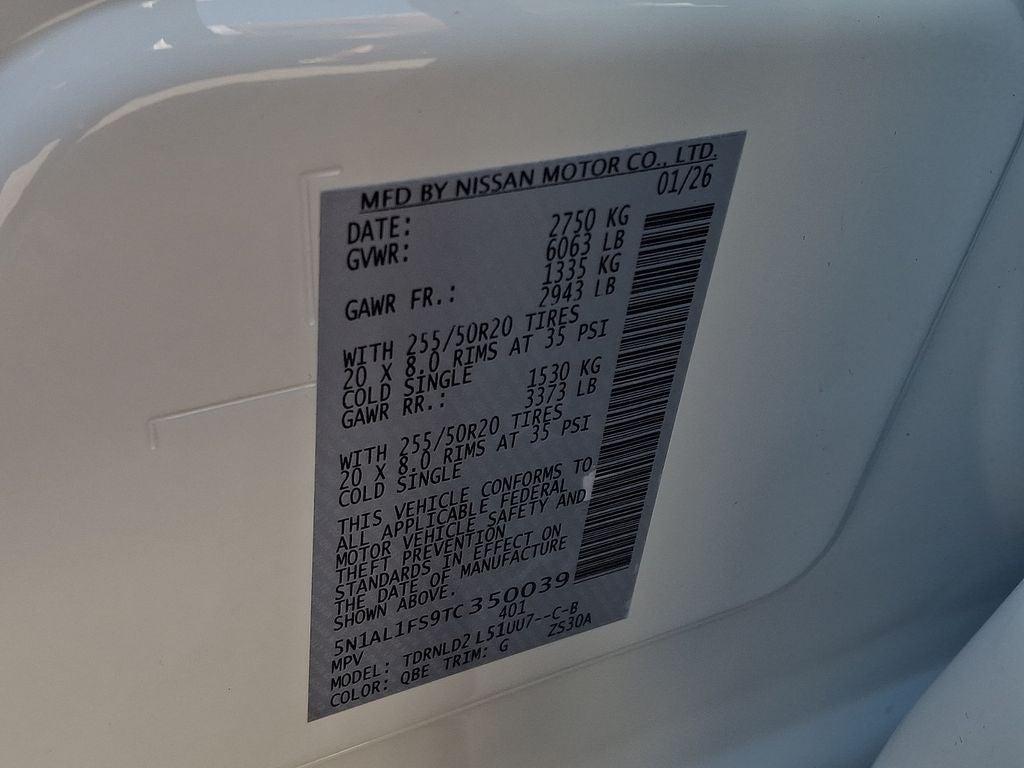 MFD BY NISSAN MOTOR CO., LTD.
DATE: 01/26
GVWR: 2750 KG
6063 LB
GAWR FR.: 1335 KG
2943 LB
WITH 255/50R20 TIRES
20 X 8.0 RIMS AT 35 PSI
COLD SINGLE
GAWR RR.: 1530 KG
3373 LB
WITH 255/50R20 TIRES
20 X 8.0 RIMS AT 35 PSI
COLD SINGLE
THIS VEHICLE CONFORMS TO
ALL APPLICABLE FEDERAL
MOTOR VEHICLE SAFETY AND
THEFT PREVENTION
STANDARDS IN EFFECT ON
THE DATE OF MANUFACTURE
SHOWN ABOVE.
5N1AL1FS9TC350039
MPV 401
MODEL: TDRNLD2 L51UU7--C-B
COLOR: QBE TRIM: G ZS30A